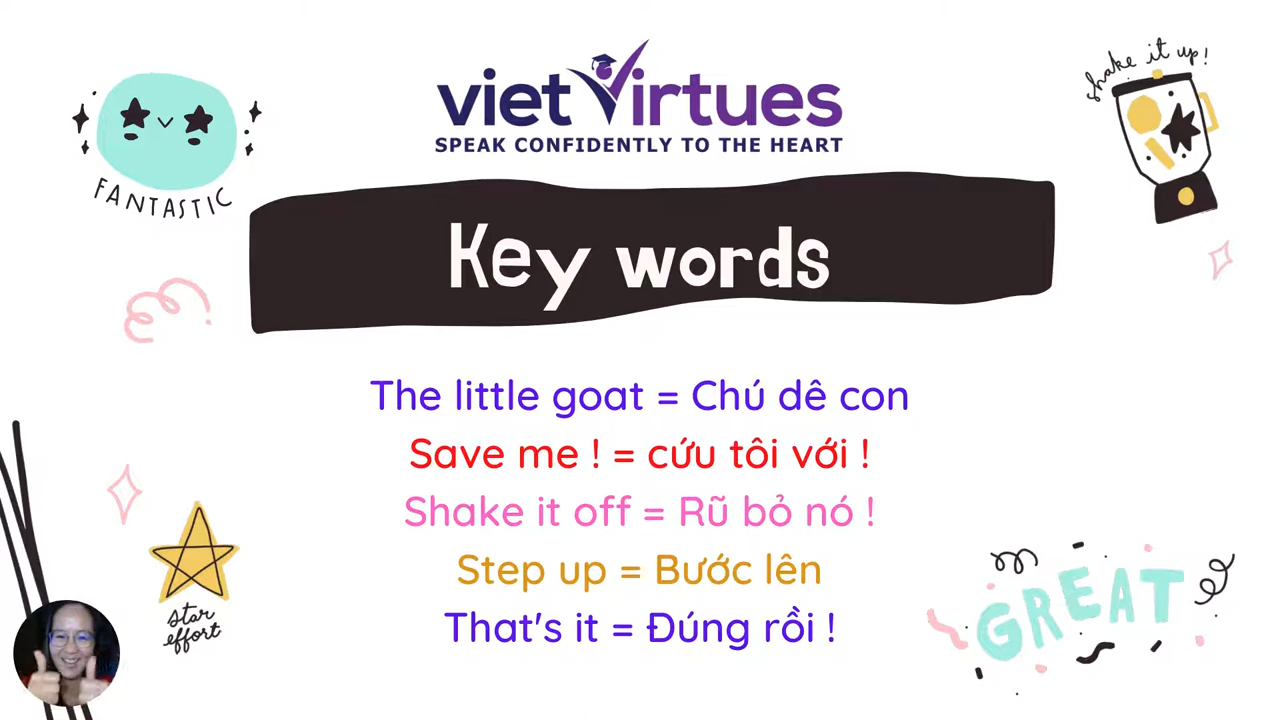 viet Virtues
SPEAK CONFIDENTLY TO THE HEART
FANTASTIC
shake it up!
Key words
The little goat = Chú dê con
Save me ! = cứu tôi với !
Shake it off = Rũ bỏ nó !
Step up = Bước lên
That's it = Đúng rồi !
star
effort
GREAT